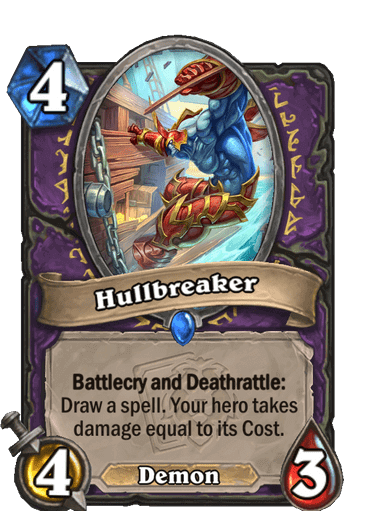 4
Hullbreaker
Battlecry and Deathrattle:
Draw a spell. Your hero takes
damage equal to its Cost.
4
Demon
3